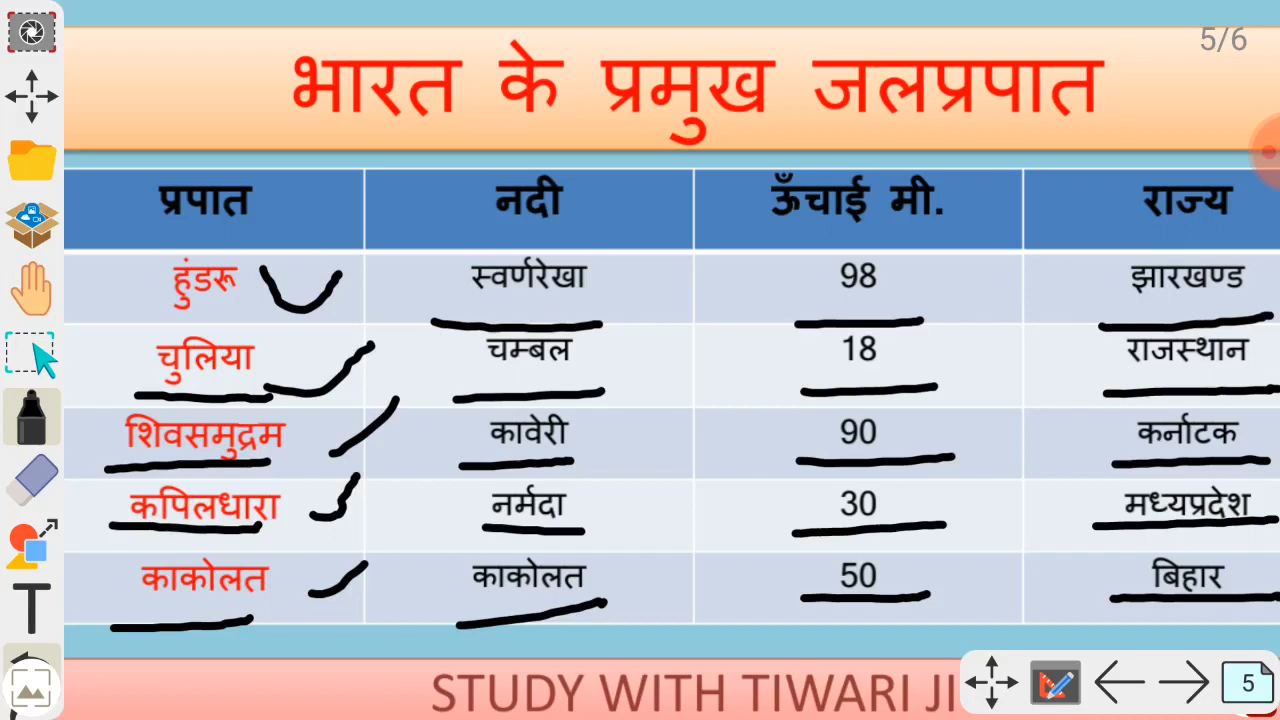 5/6
भारत के प्रमुख जलप्रपात
प्रपात नदी ऊँचाई मी. राज्य
हुंडरू स्वर्णरेखा 98 झारखण्ड
चुलिया चम्बल 18 राजस्थान
शिवसमुद्रम कावेरी 90 कर्नाटक
कपिलधारा नर्मदा 30 मध्यप्रदेश
काकोलत काकोलत 50 बिहार
STUDY WITH TIWARI JI
T
5